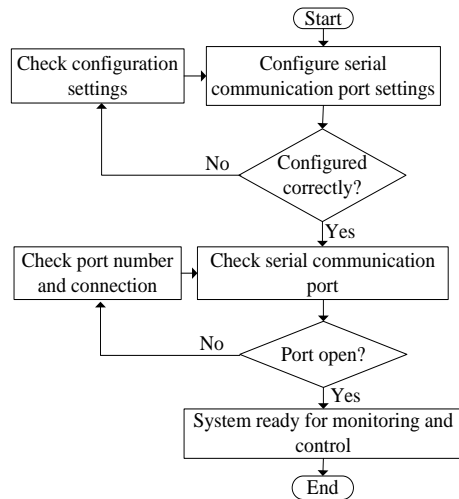 Start
Check configuration
settings
Configure serial
communication port settings
No
Configured
correctly?
Yes
Check port number
and connection
Check serial communication
port
No
Port open?
Yes
System ready for monitoring and
control
End